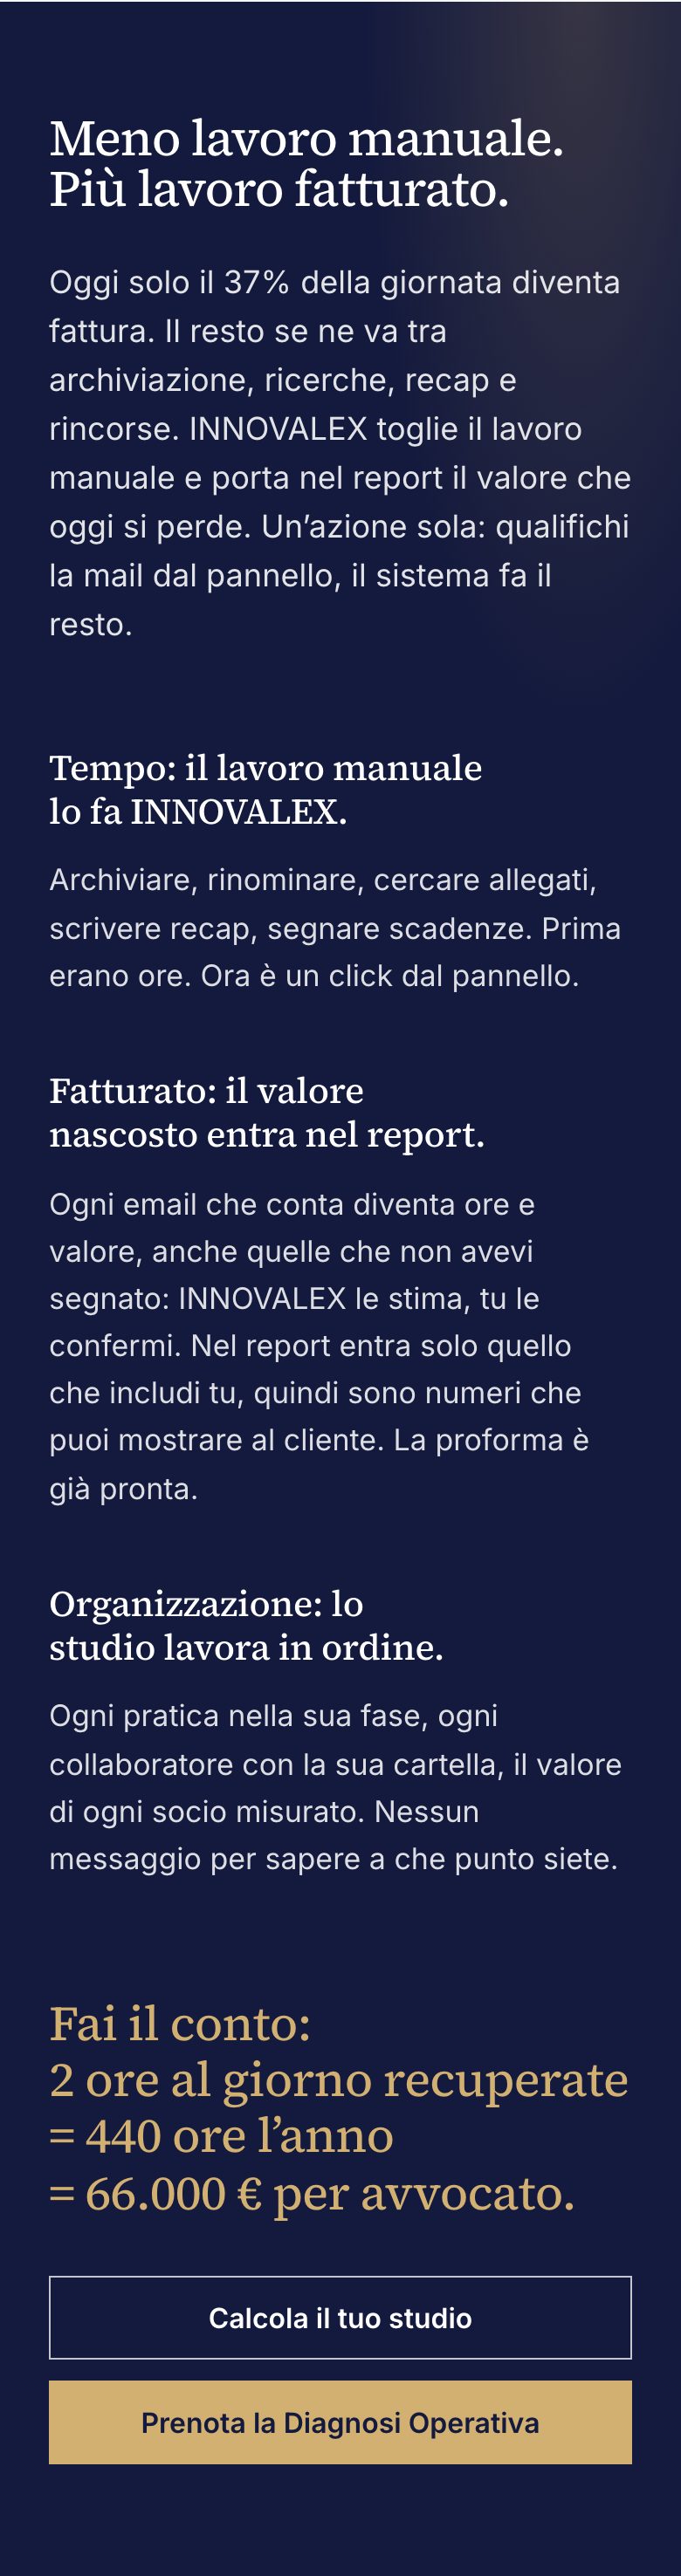 Meno lavoro manuale.
Più lavoro fatturato.
Oggi solo il 37% della giornata diventa
fattura. Il resto se ne va tra
archiviazione, ricerche, recap e
rincorse. INNOVALEX toglie il lavoro
manuale e porta nel report il valore che
oggi si perde. Un’azione sola: qualifichi
la mail dal pannello, il sistema fa il
resto.
Tempo: il lavoro manuale
lo fa INNOVALEX.
Archiviare, rinominare, cercare allegati,
scrivere recap, segnare scadenze. Prima
erano ore. Ora è un click dal pannello.
Fatturato: il valore
nascosto entra nel report.
Ogni email che conta diventa ore e
valore, anche quelle che non avevi
segnato: INNOVALEX le stima, tu le
confermi. Nel report entra solo quello
che includi tu, quindi sono numeri che
puoi mostrare al cliente. La proforma è
già pronta.
Organizzazione: lo
studio lavora in ordine.
Ogni pratica nella sua fase, ogni
collaboratore con la sua cartella, il valore
di ogni socio misurato. Nessun
messaggio per sapere a che punto siete.
Fai il conto:
2 ore al giorno recuperate
= 440 ore l’anno
= 66.000 € per avvocato.
Calcola il tuo studio
Prenota la Diagnosi Operativa